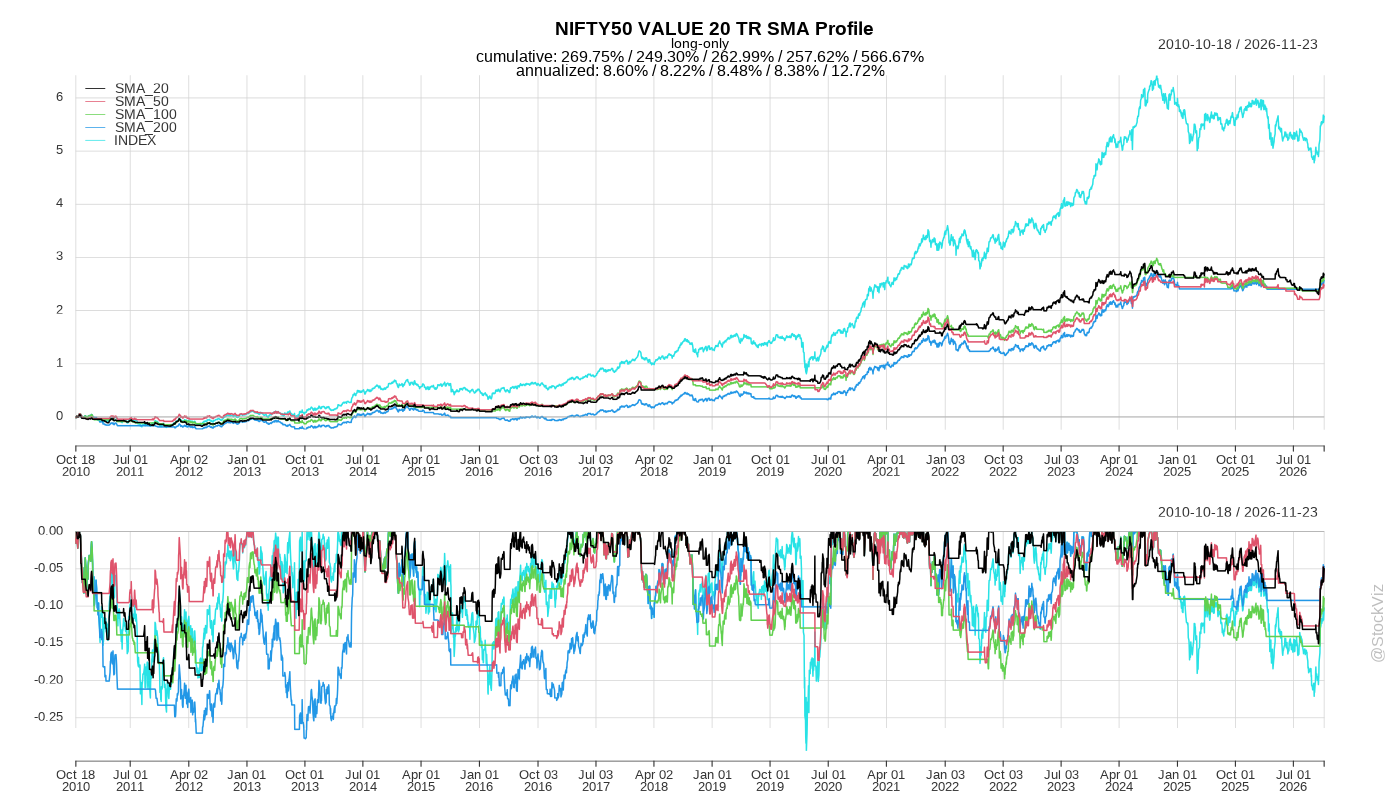 NIFTY50 VALUE 20 TR SMA Profile
long-only
2010-10-18 / 2026-11-23
cumulative: 269.75% / 249.30% / 262.99% / 257.62% / 566.67%
annualized: 8.60% / 8.22% / 8.48% / 8.38% / 12.72%
SMA_20
SMA_50
SMA_100
SMA_200
INDEX
6
5
4
3
2
1
0
Oct 18 Jul 01 Apr 02 Jan 01 Oct 01 Jul 01 Apr 01 Jan 01 Oct 03 Jul 03 Apr 02 Jan 01 Oct 01 Jul 01 Apr 01 Jan 03 Oct 03 Jul 03 Apr 01 Jan 01 Oct 01 Jul 01
2010 2011 2012 2013 2013 2014 2015 2016 2016 2017 2018 2019 2019 2020 2021 2022 2022 2023 2024 2025 2025 2026
2010-10-18 / 2026-11-23
0.00
-0.05
-0.10
-0.15
-0.20
-0.25
Oct 18 Jul 01 Apr 02 Jan 01 Oct 01 Jul 01 Apr 01 Jan 01 Oct 03 Jul 03 Apr 02 Jan 01 Oct 01 Jul 01 Apr 01 Jan 03 Oct 03 Jul 03 Apr 01 Jan 01 Oct 01 Jul 01
2010 2011 2012 2013 2013 2014 2015 2016 2016 2017 2018 2019 2019 2020 2021 2022 2022 2023 2024 2025 2025 2026
@StockViz